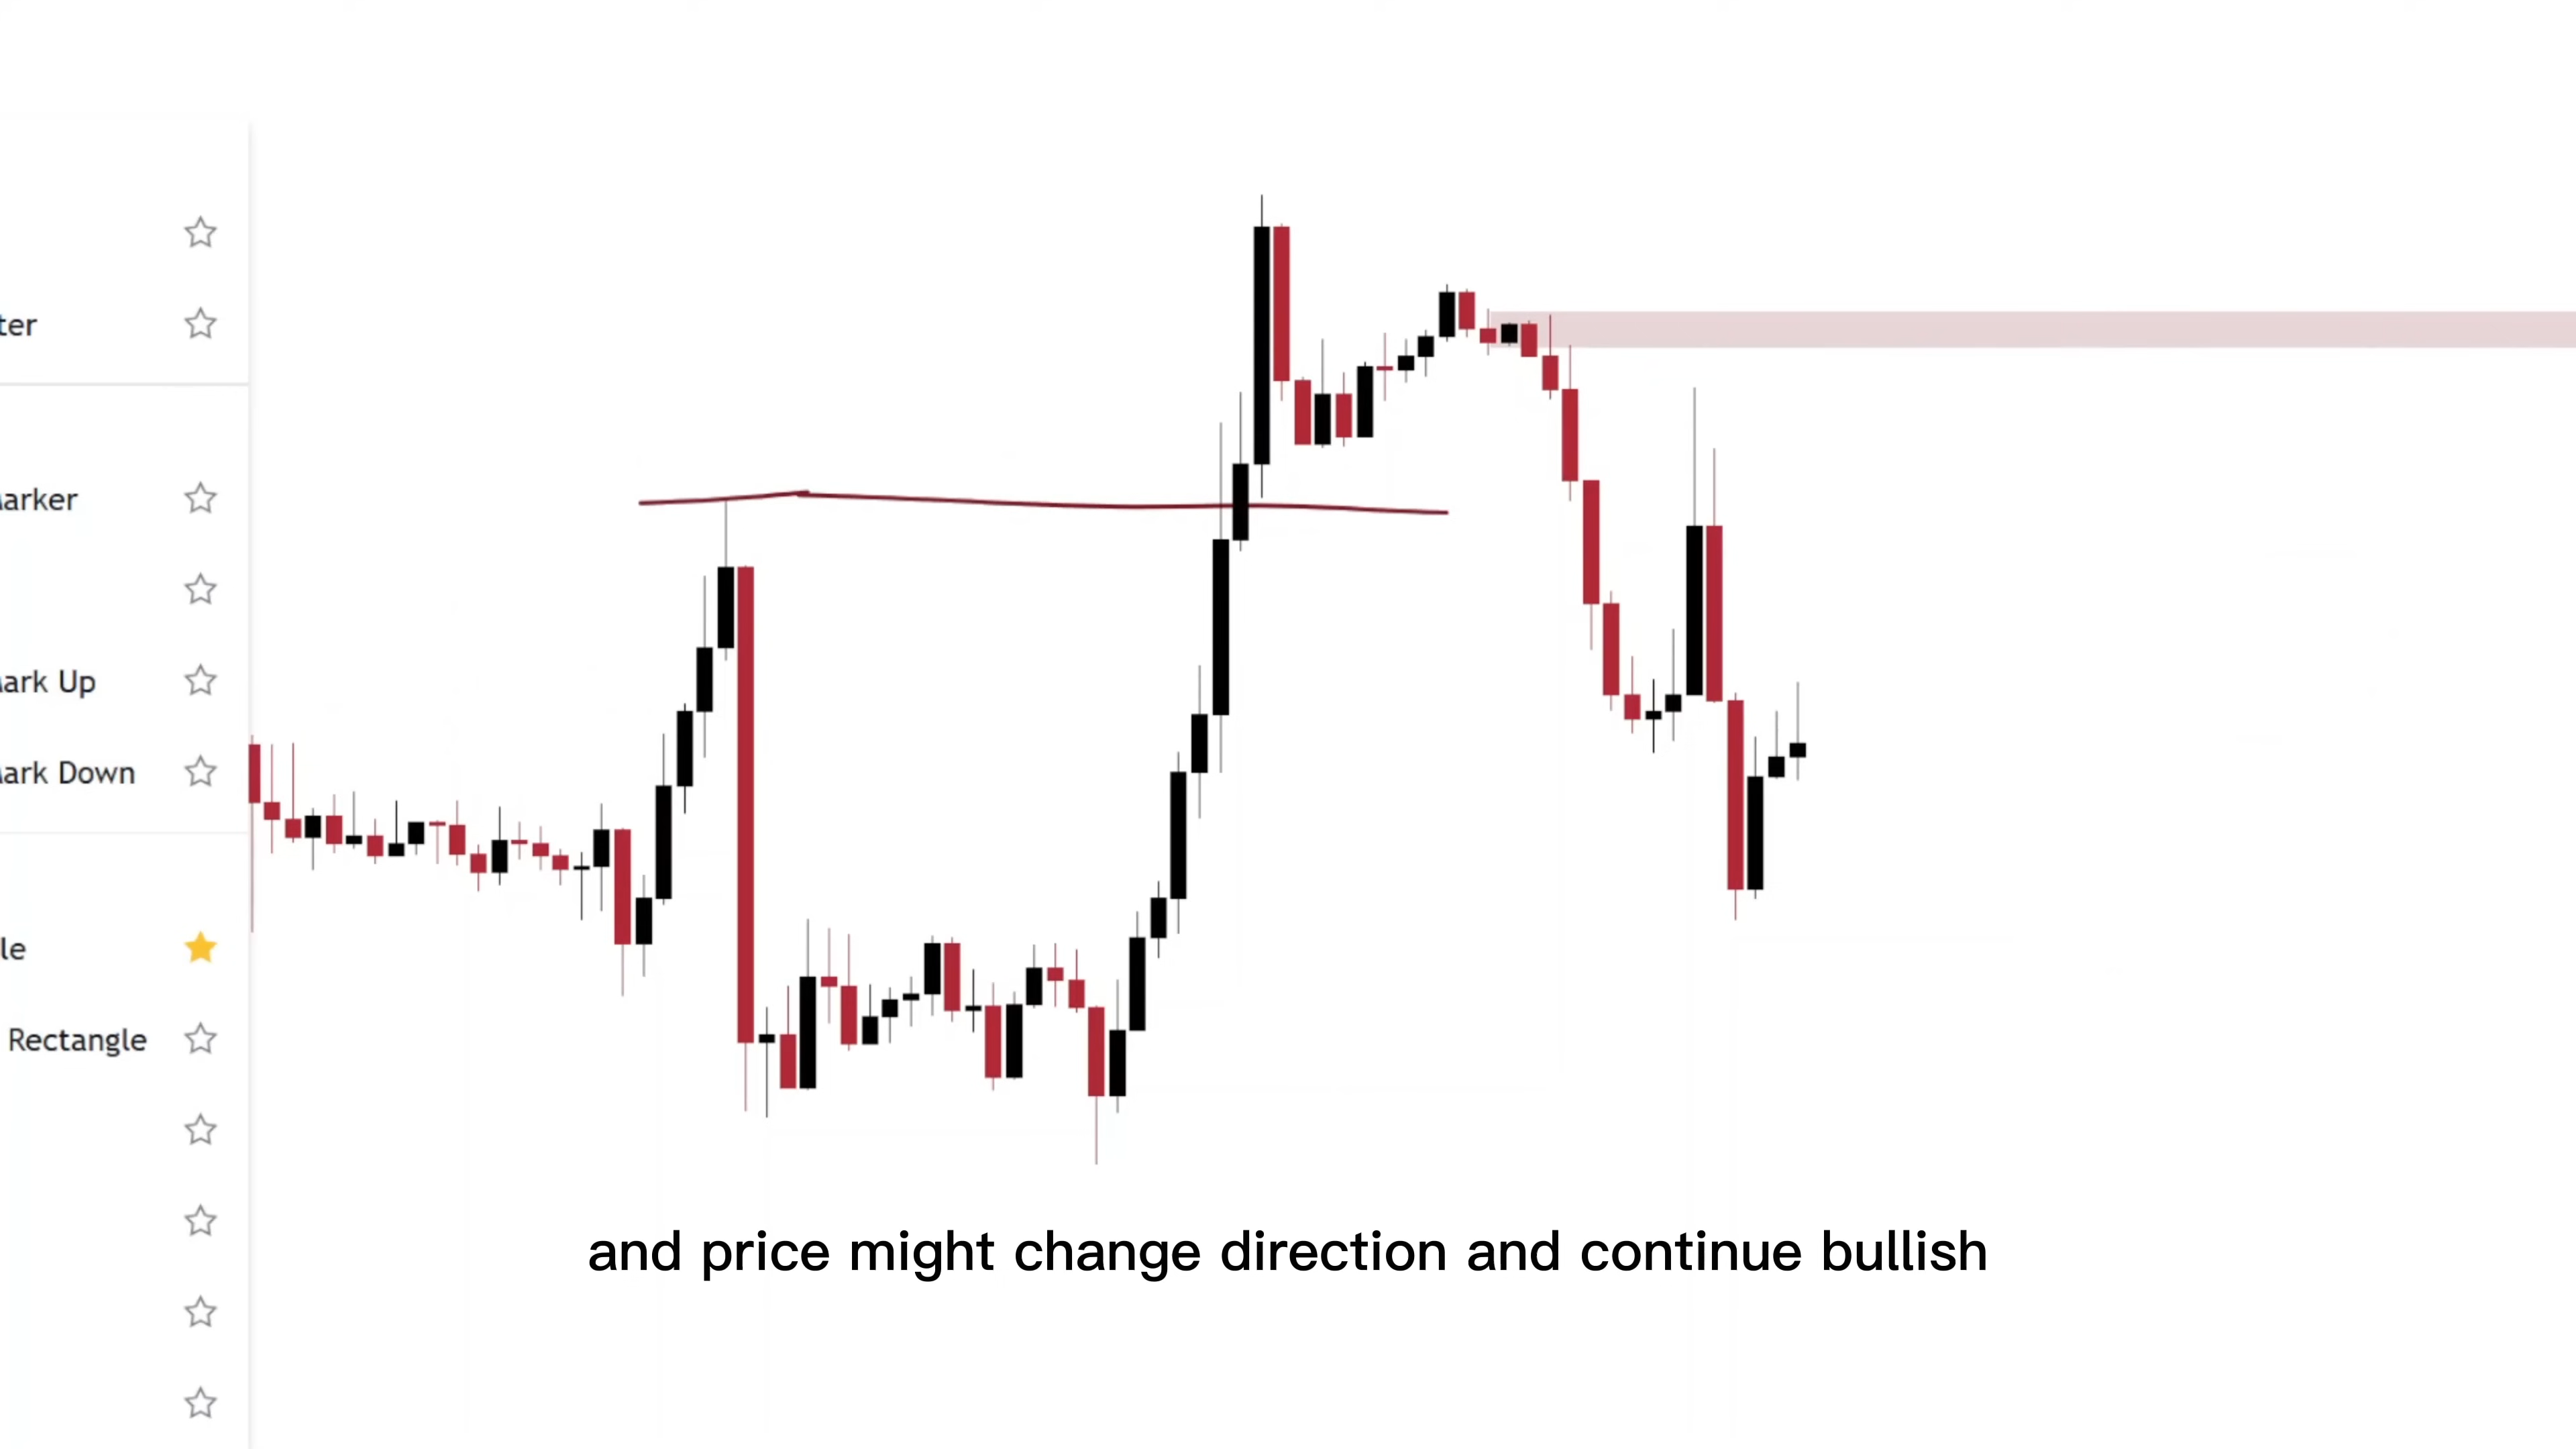 ter
arker
ark Up
ark Down
le
Rectangle
and price might change direction and continue bullish